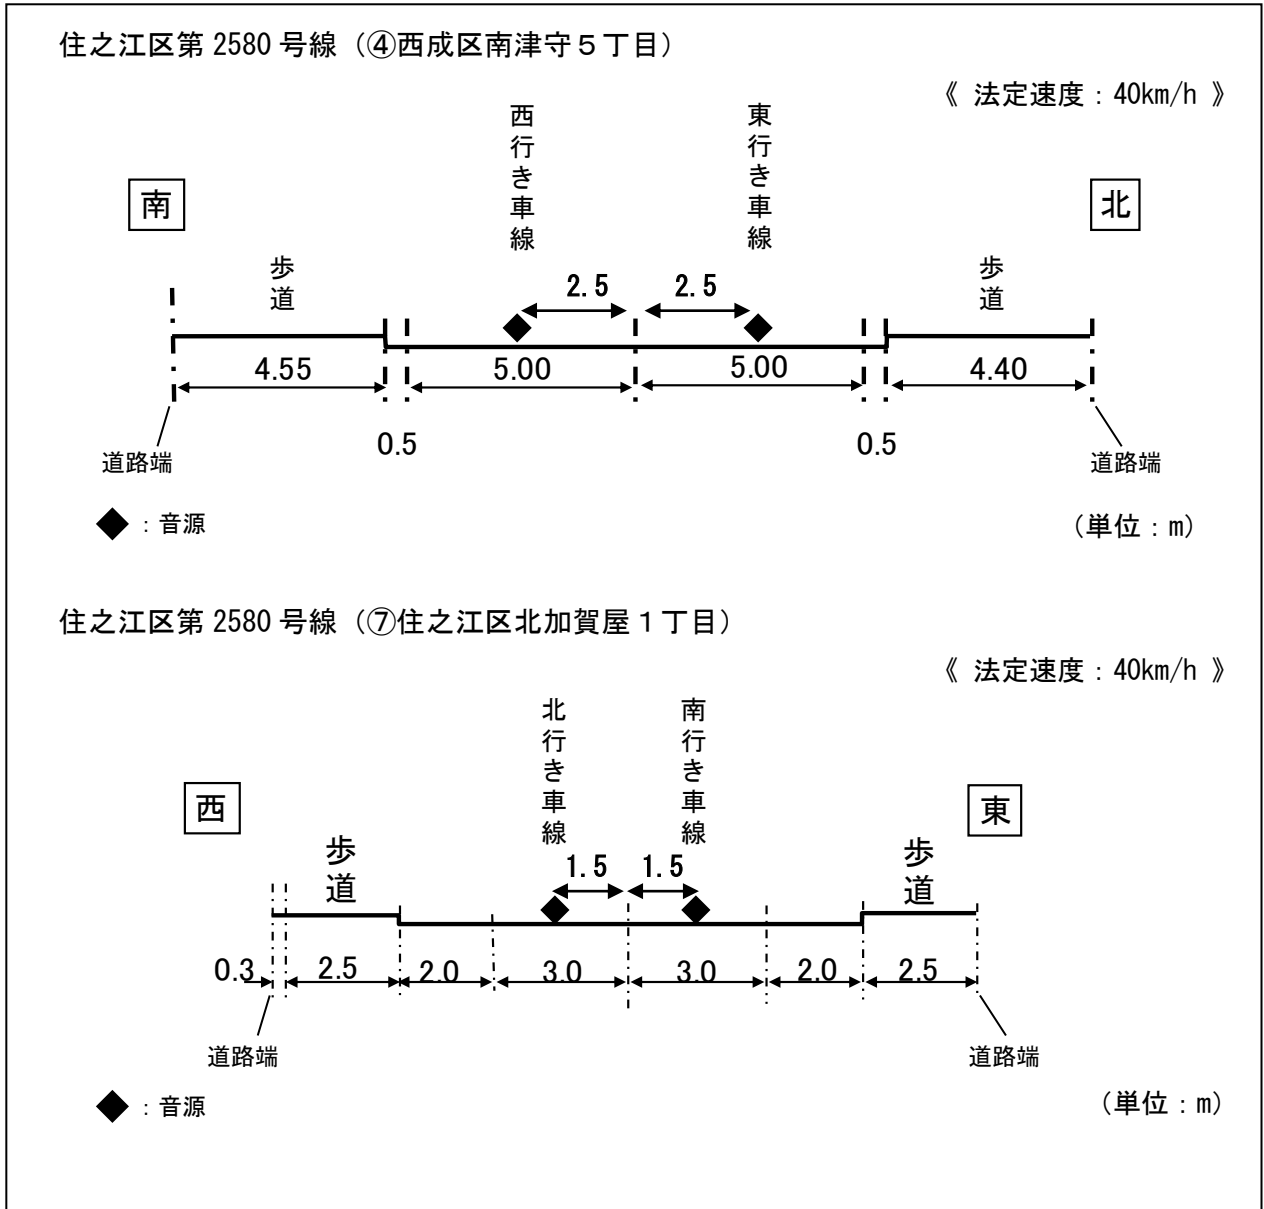 住之江区第 2580 号線（④西成区南津守５丁目）
《 法定速度：40km/h 》
西行き車線
東行き車線
南
北
歩道
歩道
2.5
2.5
4.55
5.00
5.00
4.40
0.5
0.5
道路端
道路端
◆：音源
（単位：m）
住之江区第 2580 号線（⑦住之江区北加賀屋１丁目）
《 法定速度：40km/h 》
北行き車線
南行き車線
西
東
歩道
歩道
1.5
1.5
0.3
2.5
2.0
3.0
3.0
2.0
2.5
道路端
道路端
◆：音源
（単位：m）